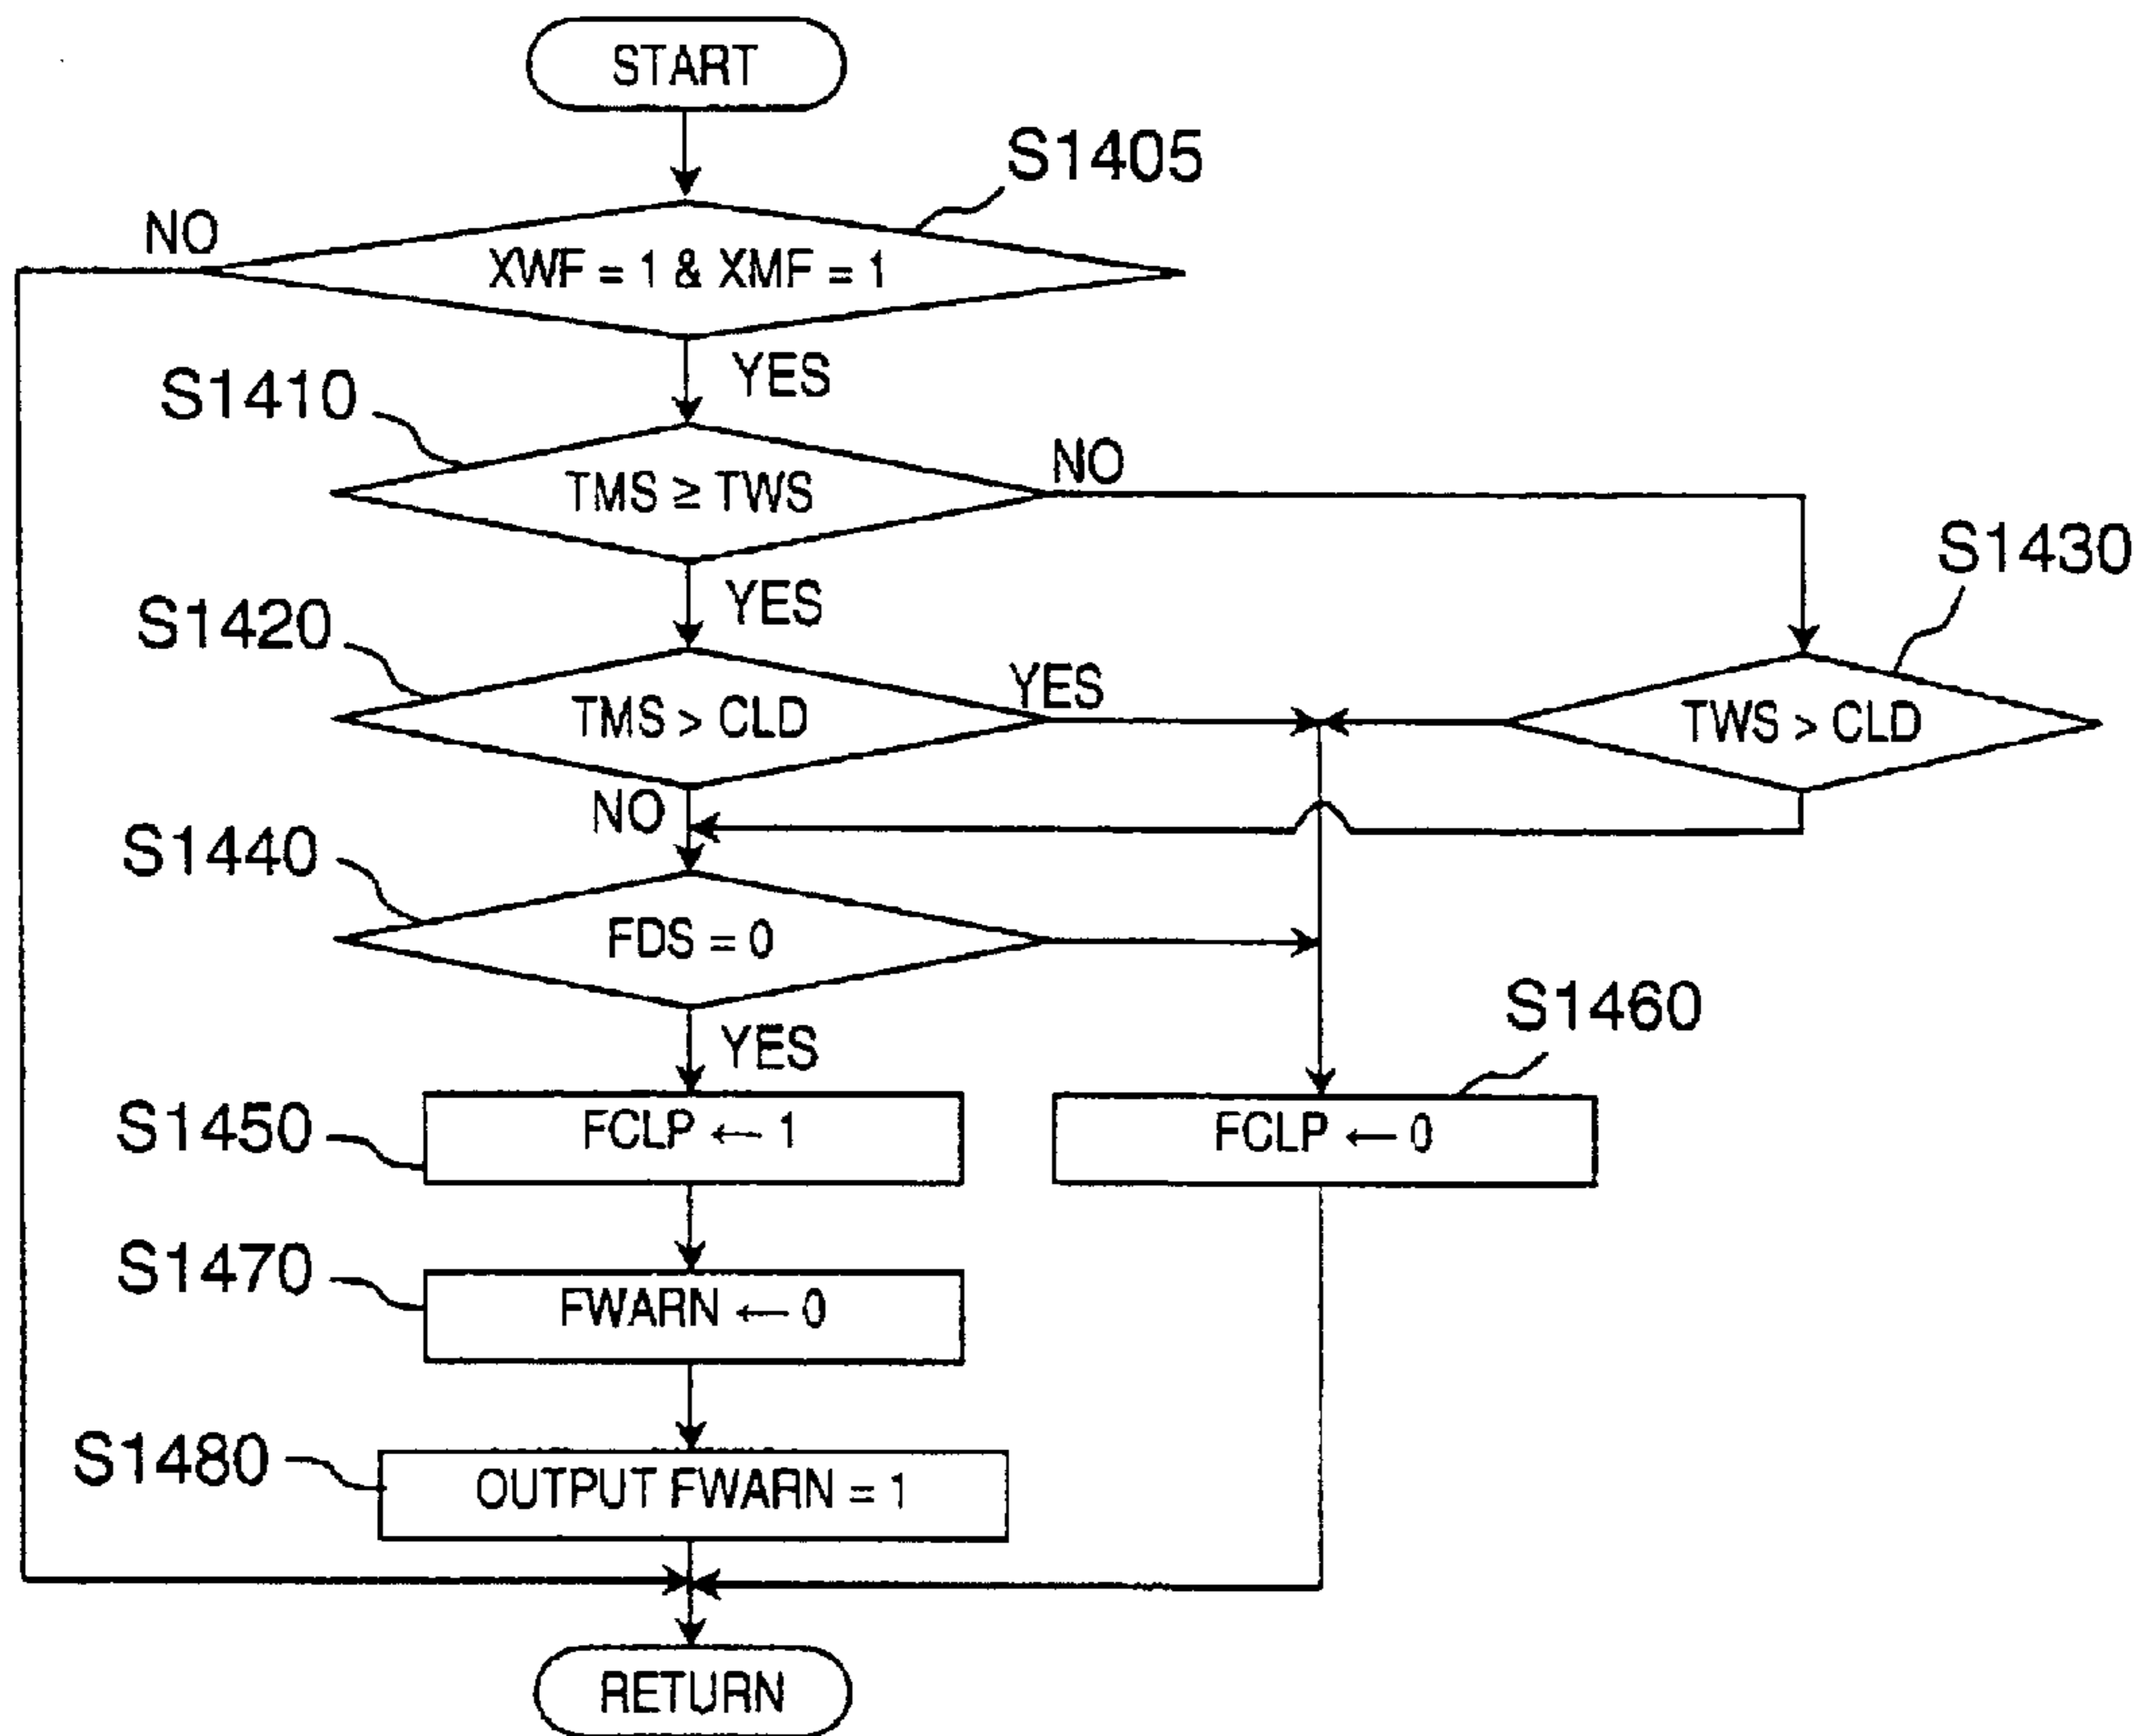 START
S1405
NO
XWF = 1 & XMF = 1
YES
S1410
NO
TMS ≥ TWS
S1430
YES
S1420
YES
TMS > CLD
TWS > CLD
NO
S1440
FDS = 0
S1460
YES
S1450
FCLP ← 1
FCLP ← 0
S1470
FWARN ← 0
S1480
OUTPUT FWARN = 1
RETURN